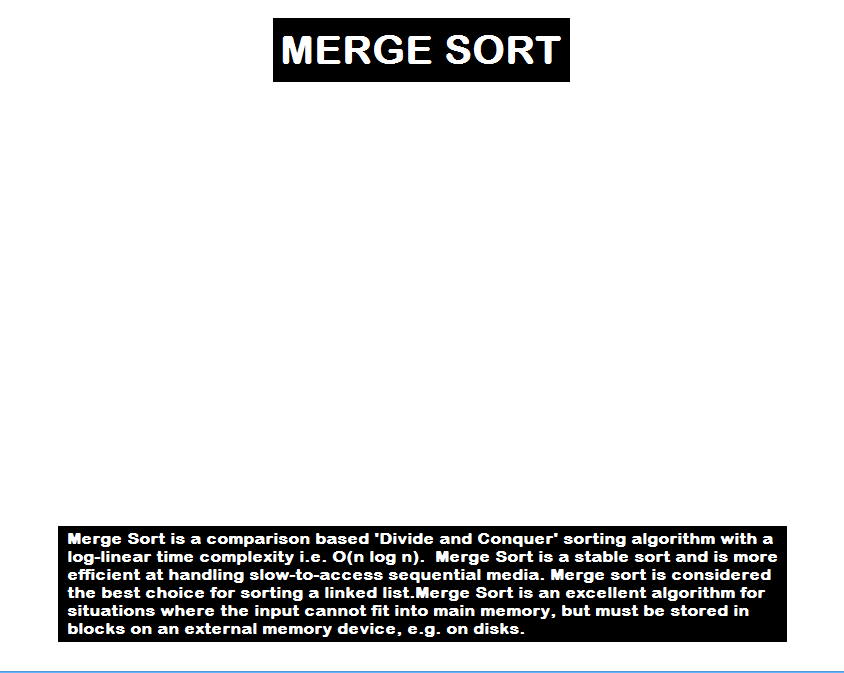 MERGE SORT
Merge Sort is a comparison based 'Divide and Conquer' sorting algorithm with a
log-linear time complexity i.e. O(n log n).  Merge Sort is a stable sort and is more
efficient at handling slow-to-access sequential media. Merge sort is considered
the best choice for sorting a linked list.Merge Sort is an excellent algorithm for
situations where the input cannot fit into main memory, but must be stored in
blocks on an external memory device, e.g. on disks.